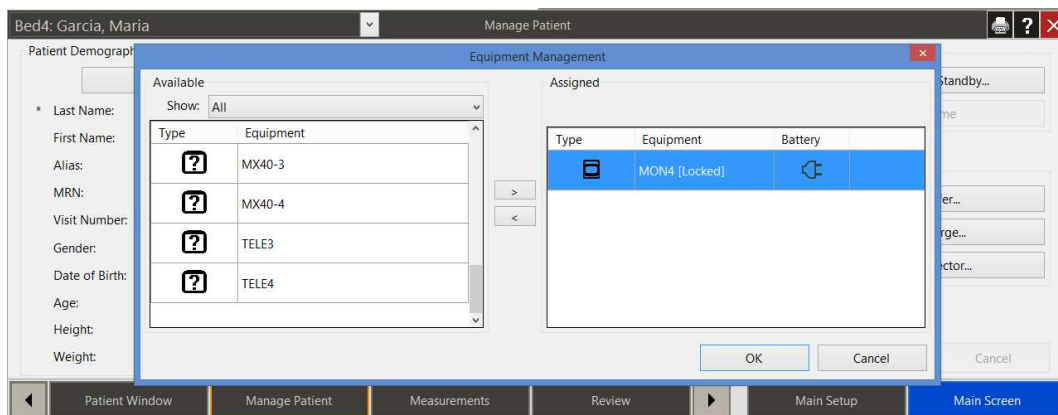 Bed4: Garcia, Maria
Manage Patient
?
Patient Demograph
Equipment Management
Available
Show: All
Type Equipment
? MX40-3
? MX40-4
? TELE3
? TELE4
>
<
Assigned
Type Equipment Battery
MON4 [Locked]
OK Cancel
* Last Name:
First Name:
Alias:
MRN:
Visit Number:
Gender:
Date of Birth:
Age:
Height:
Weight:
Standby...
me
fer...
rge...
ector...
Cancel
Patient Window Manage Patient Measurements Review Main Setup Main Screen